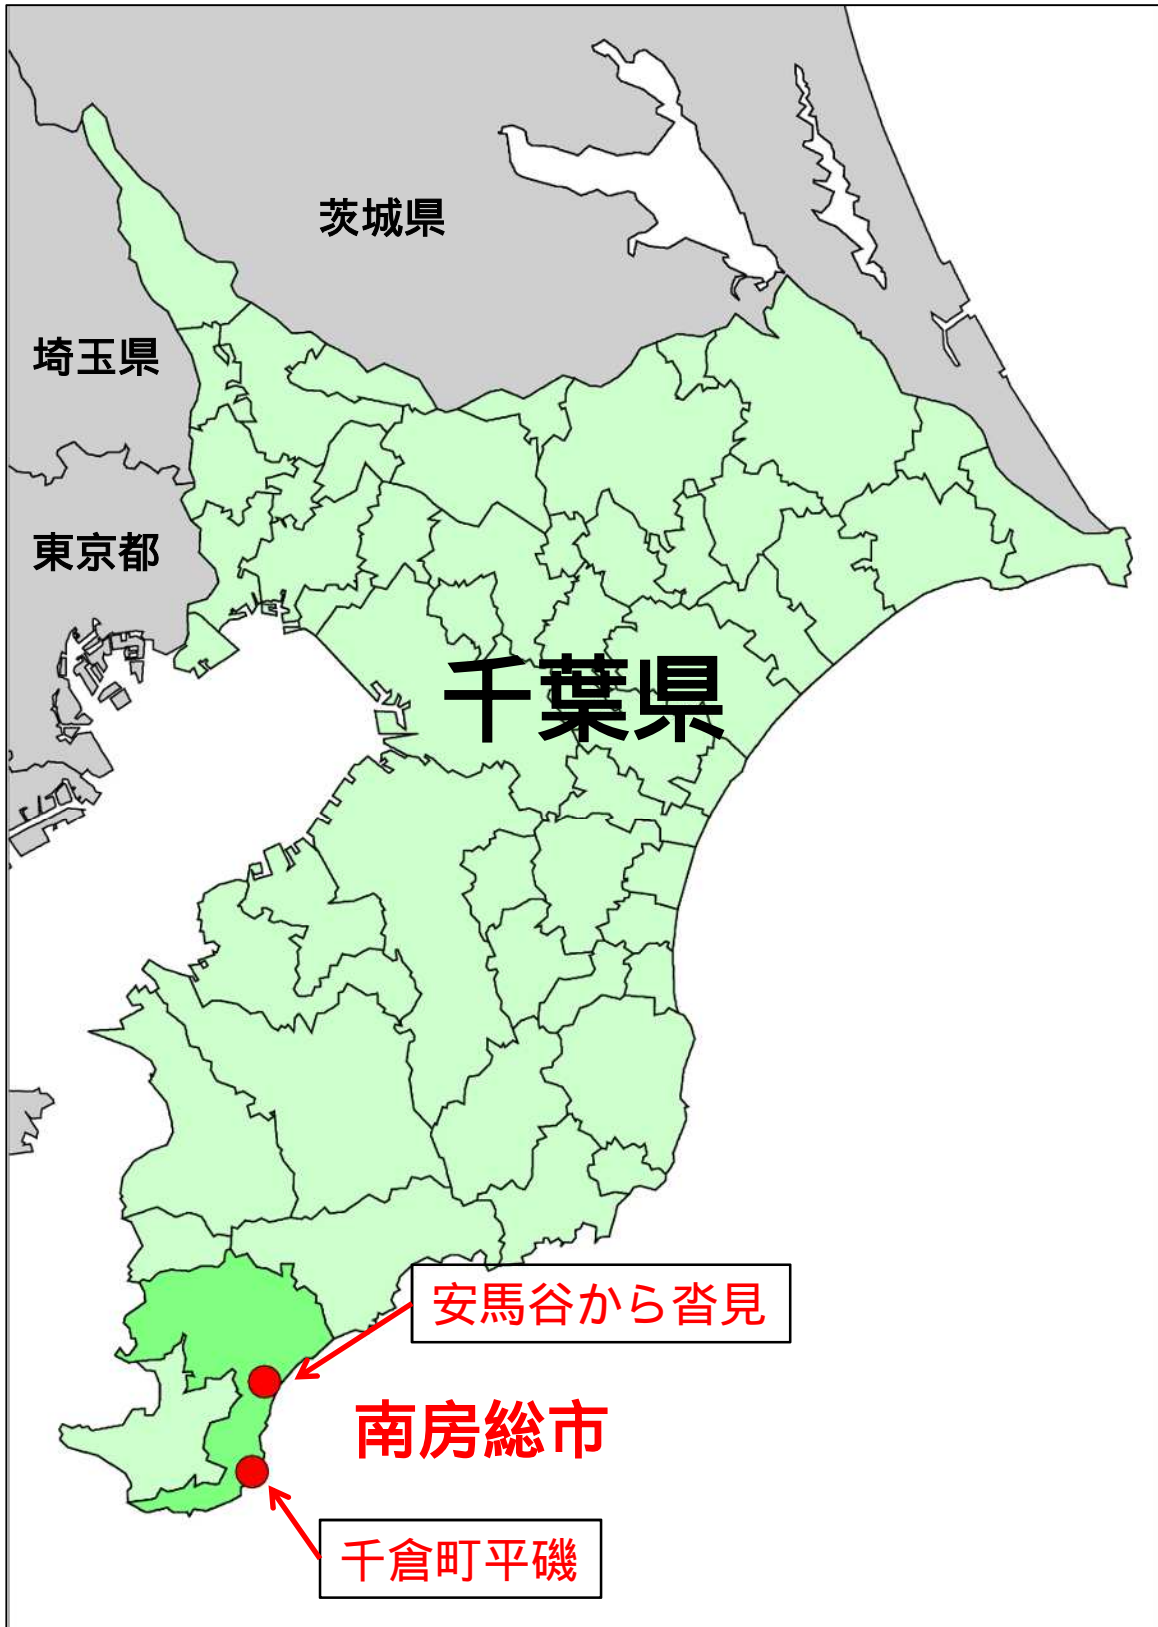 茨城県
埼玉県
東京都
千葉県
安馬谷から沓見
南房総市
千倉町平磯